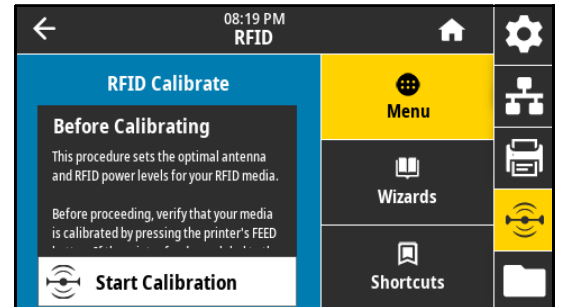 08:19 PM
RFID
RFID Calibrate
Before Calibrating
This procedure sets the optimal antenna
and RFID power levels for your RFID media.
Before proceeding, verify that your media
is calibrated by pressing the printer's FEED
Start Calibration
Menu
Wizards
Shortcuts